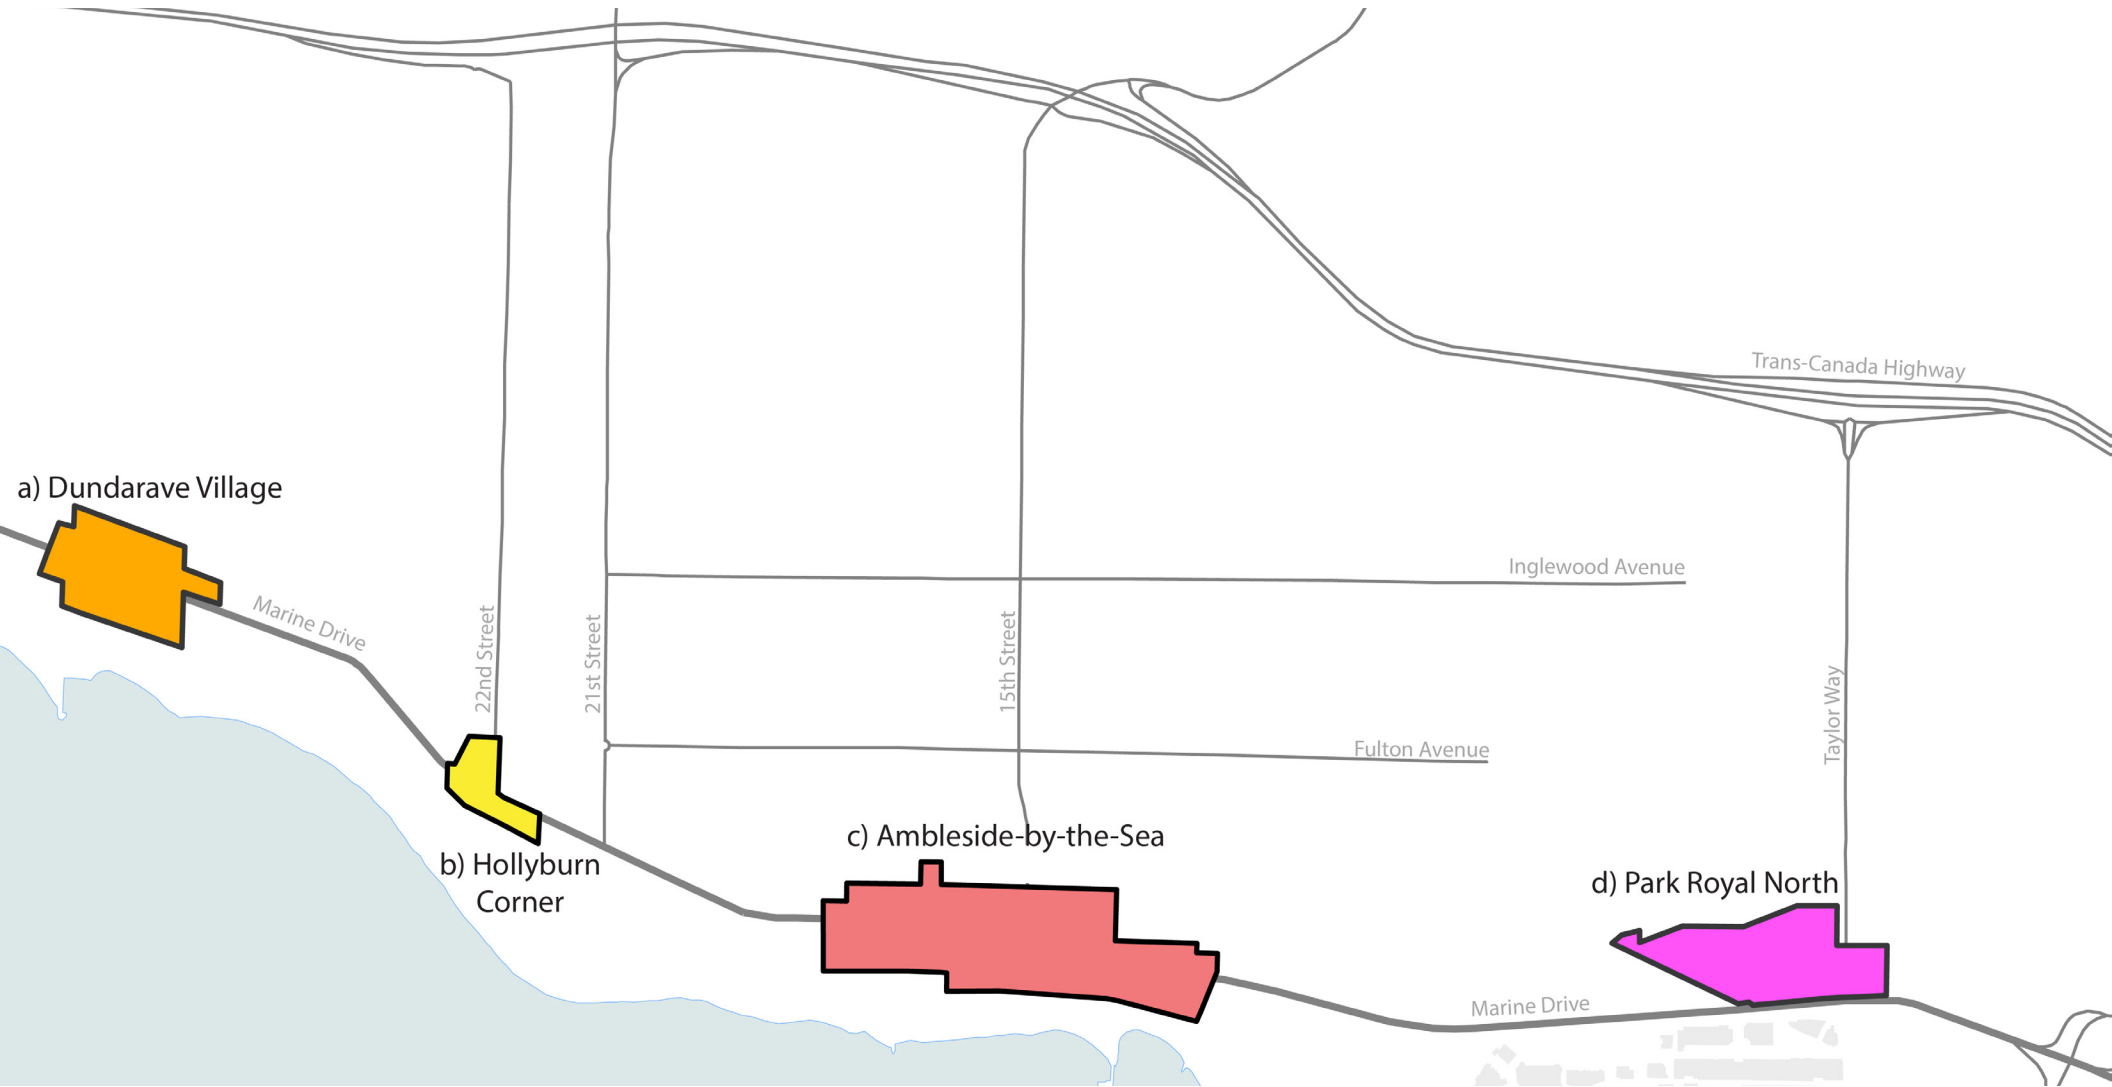 Trans-Canada Highway
a) Dundarave Village
Inglewood Avenue
Marine Drive
22nd Street
21st Street
15th Street
Taylor Way
Fulton Avenue
c) Ambleside-by-the-Sea
b) Hollyburn
Corner
d) Park Royal North
Marine Drive